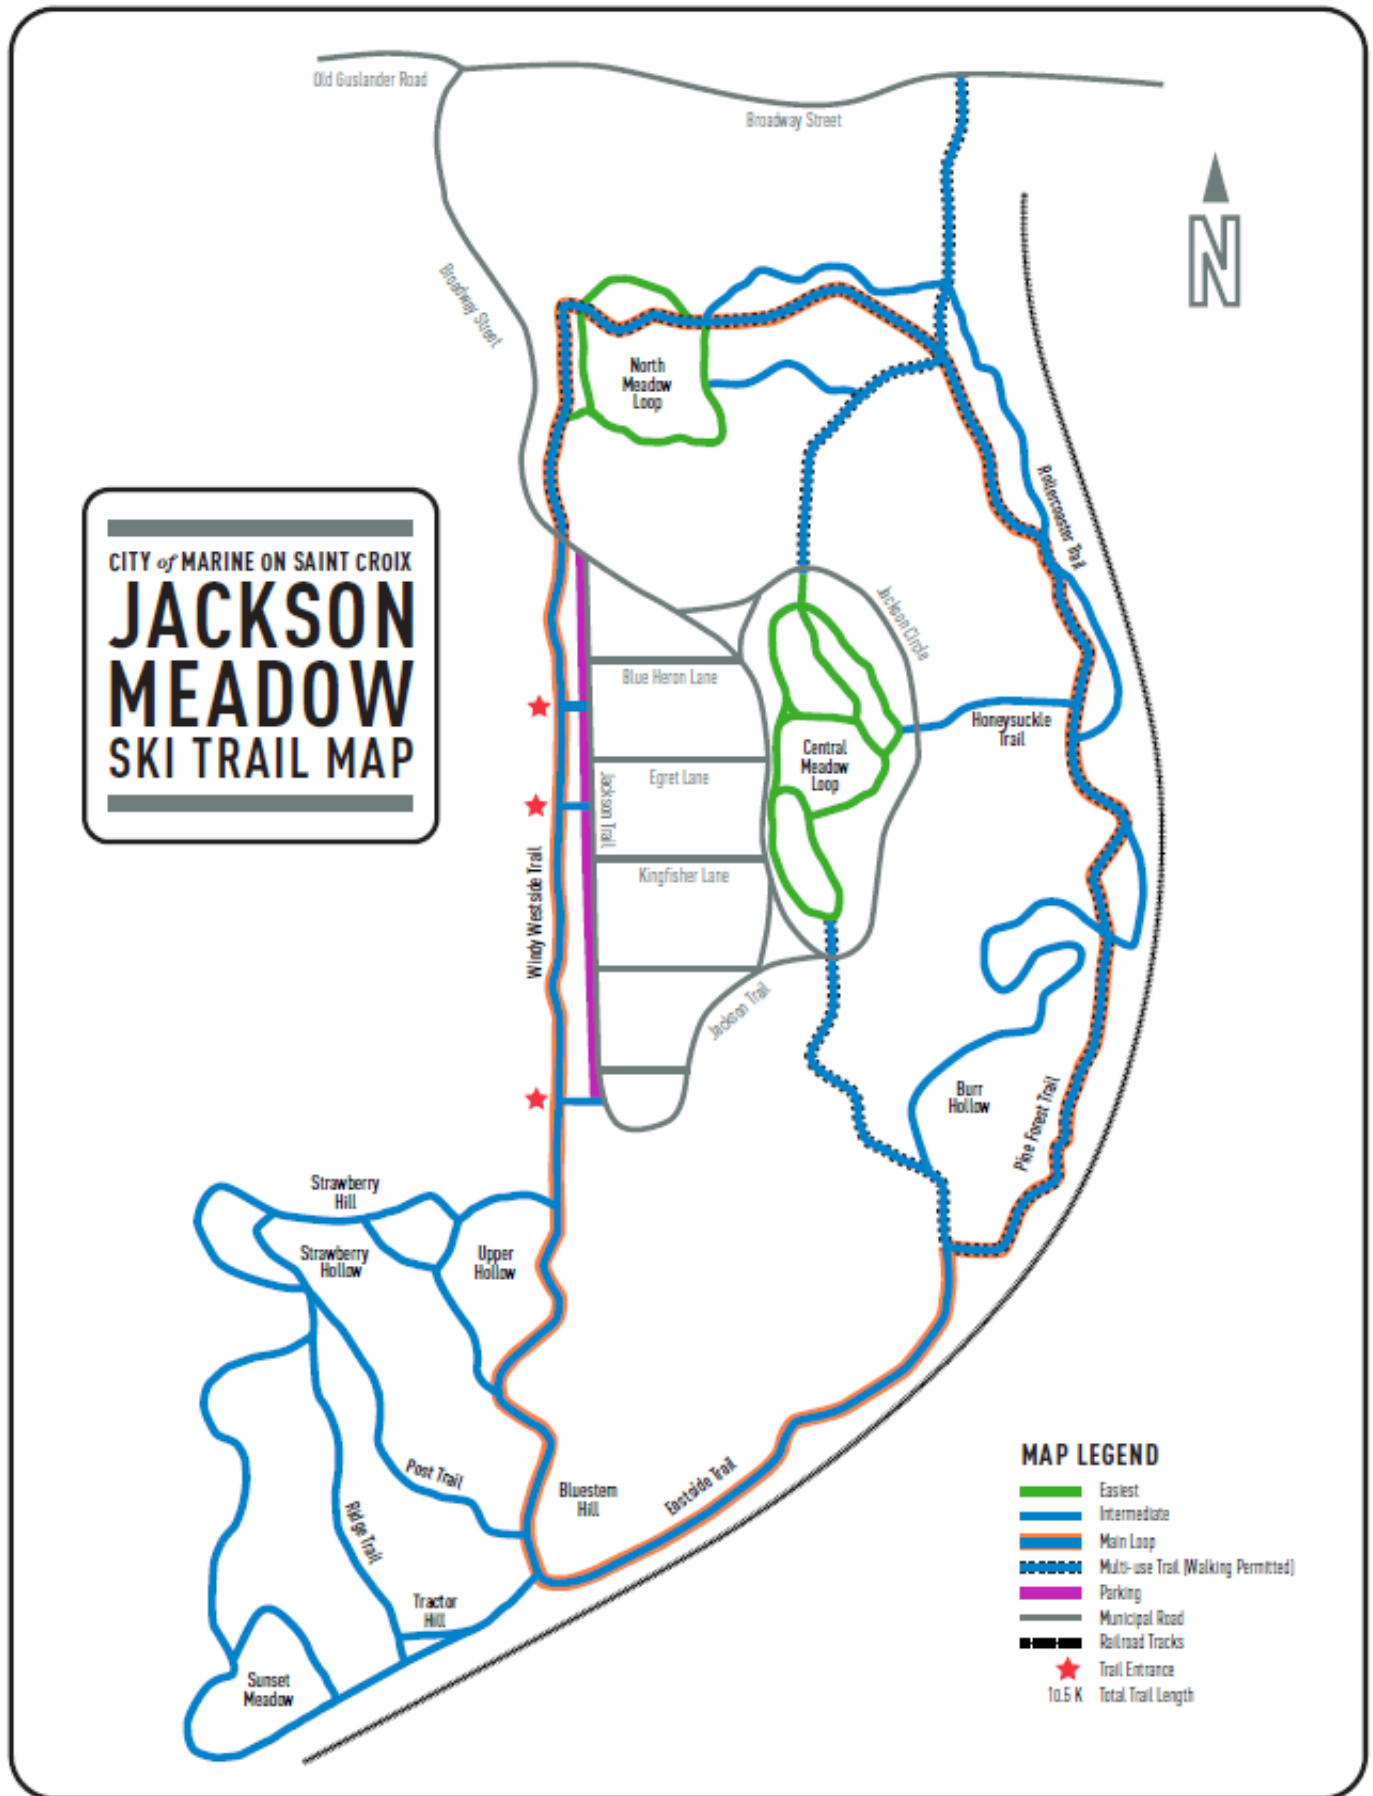 Old Guslander Road
Broadway Street
N
Broadway Street
North
Meadow
Loop
Rollercoaster Trail
CITY of MARINE ON SAINT CROIX
JACKSON
MEADOW
SKI TRAIL MAP
Jackson Circle
Blue Heron Lane
Honeysuckle
Trail
Central
Meadow
Loop
Egret Lane
Jackson Trail
Kingfisher Lane
Windy Westside Trail
Jackson Trail
Burr
Hollow
Pine Forest Trail
Strawberry
Hill
Strawberry
Hollow
Upper
Hollow
Post Trail
Bluestem
Hill
Eastside Trail
Ridge Trail
Tractor
Hill
Sunset
Meadow
MAP LEGEND
Easiest
Intermediate
Main Loop
Multi-use Trail (Walking Permitted)
Parking
Municipal Road
Railroad Tracks
Trail Entrance
10.5 K Total Trail Length